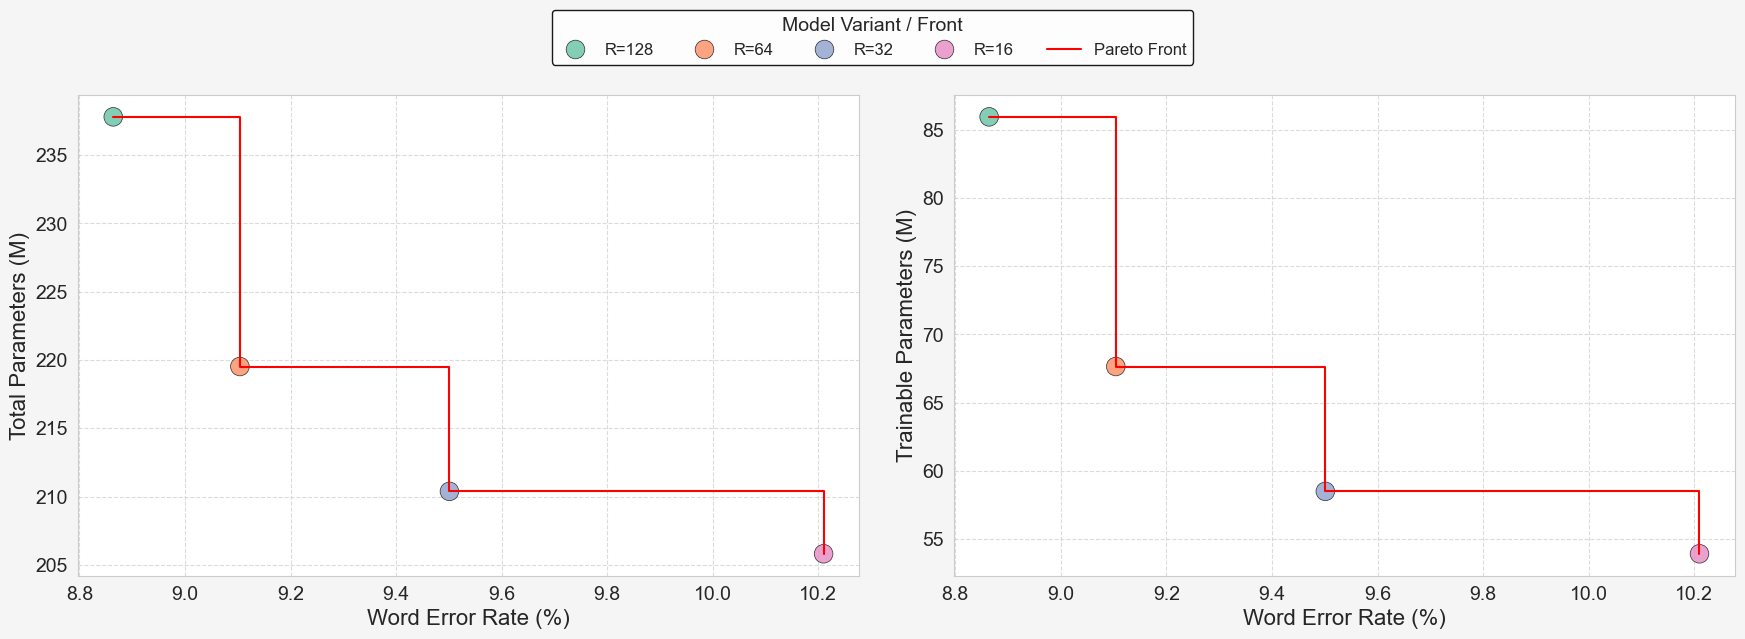 Model Variant / Front
R=128 R=64 R=32 R=16 Pareto Front
Total Parameters (M)
235
230
225
220
215
210
205
8.8 9.0 9.2 9.4 9.6 9.8 10.0 10.2
Word Error Rate (%)
Trainable Parameters (M)
85
80
75
70
65
60
55
8.8 9.0 9.2 9.4 9.6 9.8 10.0 10.2
Word Error Rate (%)